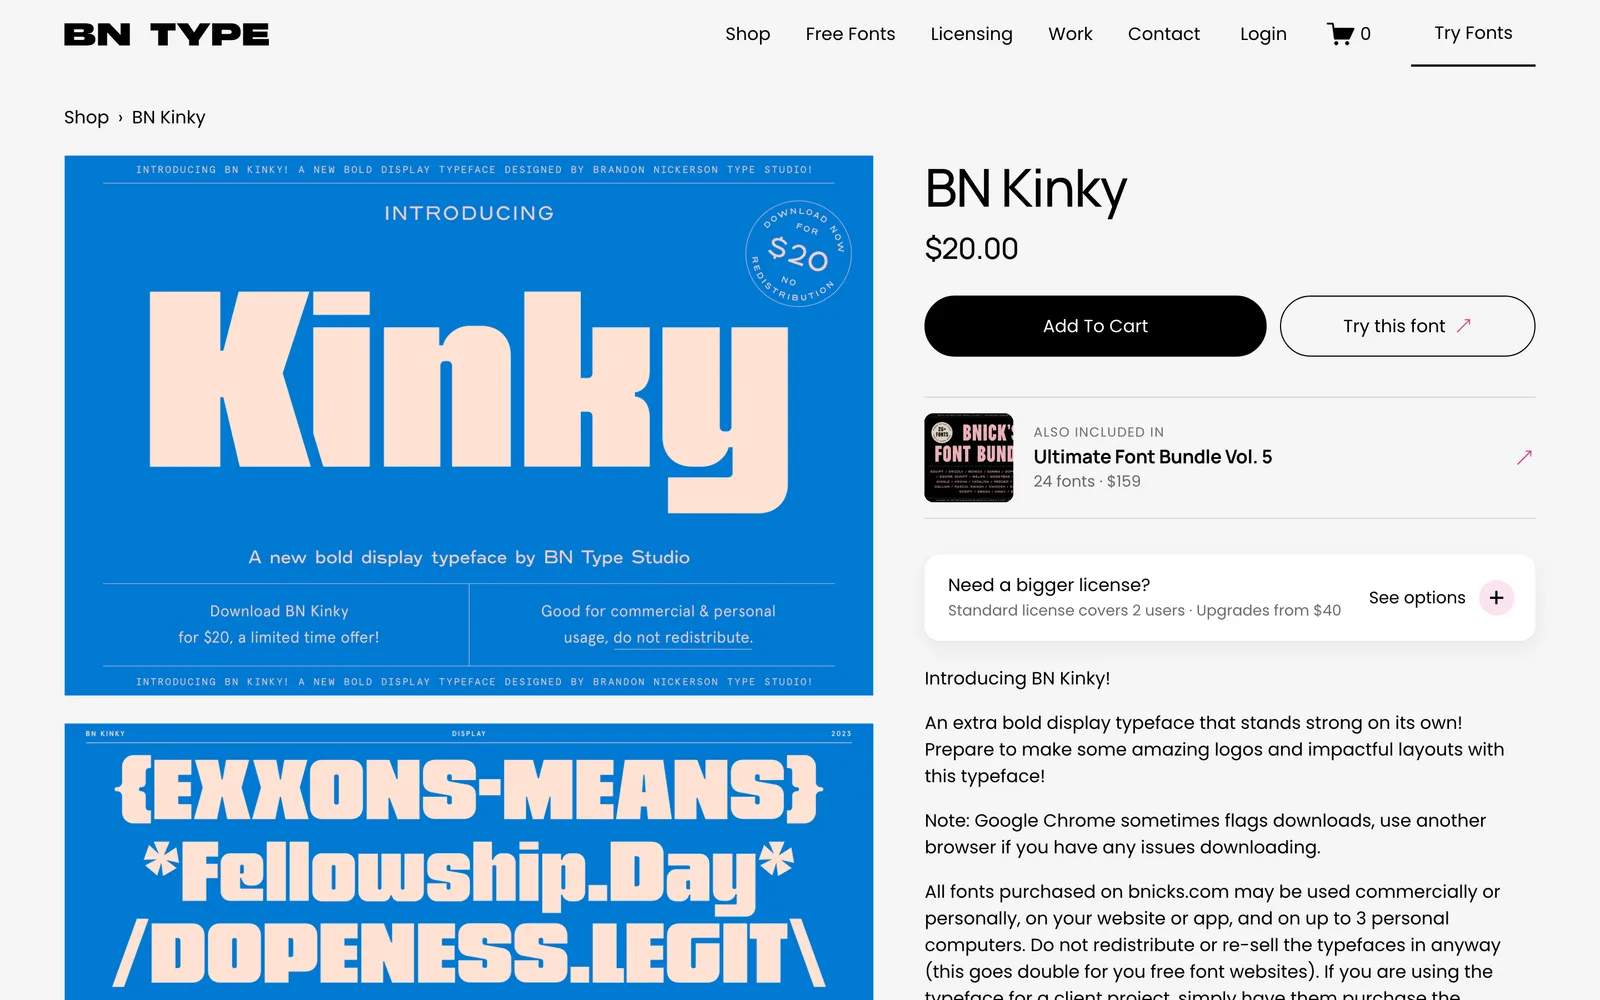 BN TYPE
Shop
Free Fonts
Licensing
Work
Contact
Login
0
Try Fonts
Shop › BN Kinky
INTRODUCING BN KINKY! A NEW BOLD DISPLAY TYPEFACE DESIGNED BY BRANDON NICKERSON TYPE STUDIO!
INTRODUCING
DOWNLOAD NOW
FOR
$20
NO
REDISTRIBUTION
Kinky
A new bold display typeface by BN Type Studio
Download BN Kinky
for $20, a limited time offer!
Good for commercial & personal
usage, do not redistribute.
INTRODUCING BN KINKY! A NEW BOLD DISPLAY TYPEFACE DESIGNED BY BRANDON NICKERSON TYPE STUDIO!
BN KINKY
DISPLAY
2023
{EXXONS-MEANS}
*Fellowship.Day*
/DOPENESS.LEGIT\
BN Kinky
$20.00
Add To Cart
Try this font
BNICK'S
FONT BUND
ALSO INCLUDED IN
Ultimate Font Bundle Vol. 5
24 fonts · $159
Need a bigger license?
Standard license covers 2 users · Upgrades from $40
See options
Introducing BN Kinky!
An extra bold display typeface that stands strong on its own!
Prepare to make some amazing logos and impactful layouts with
this typeface!
Note: Google Chrome sometimes flags downloads, use another
browser if you have any issues downloading.
All fonts purchased on bnicks.com may be used commercially or
personally, on your website or app, and on up to 3 personal
computers. Do not redistribute or re-sell the typefaces in anyway
(this goes double for you free font websites). If you are using the
typeface for a client project, simply have them purchase the